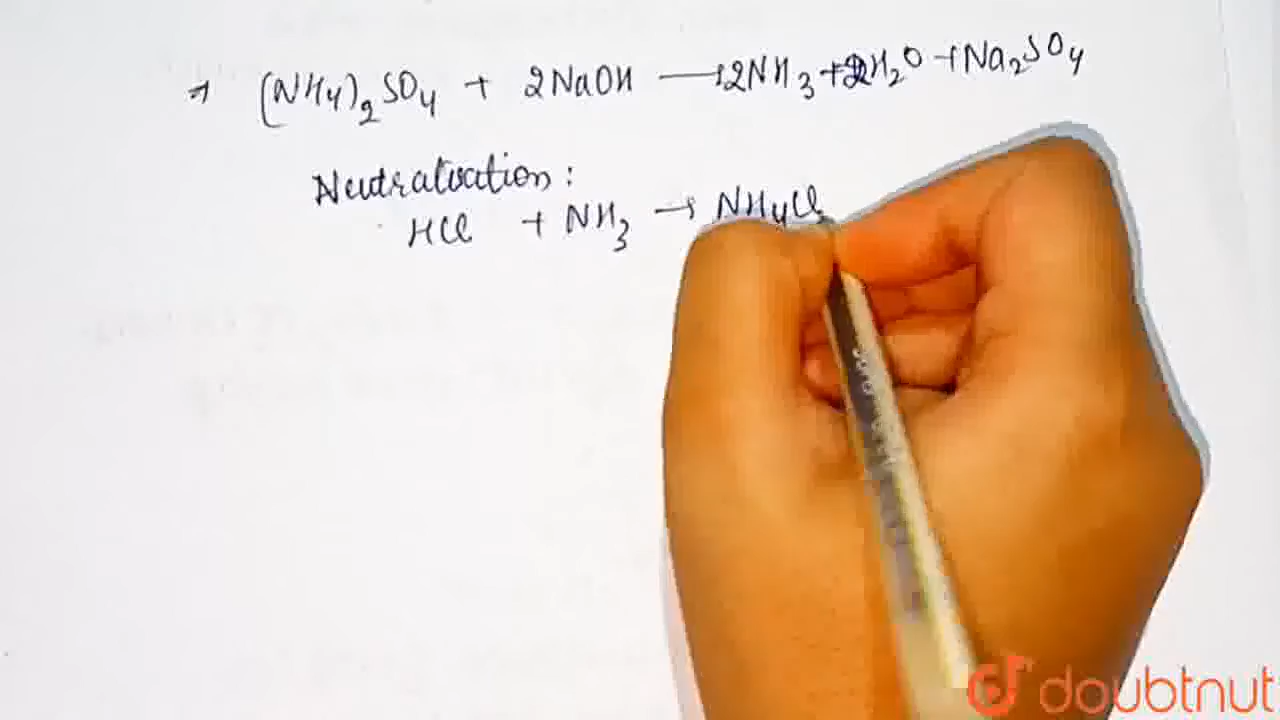 → (NH4)2SO4 + 2NaOH → 2NH3 + 2H2O + Na2SO4
Neutralisation:
HCl + NH3 → NH4Cl
doubtnut